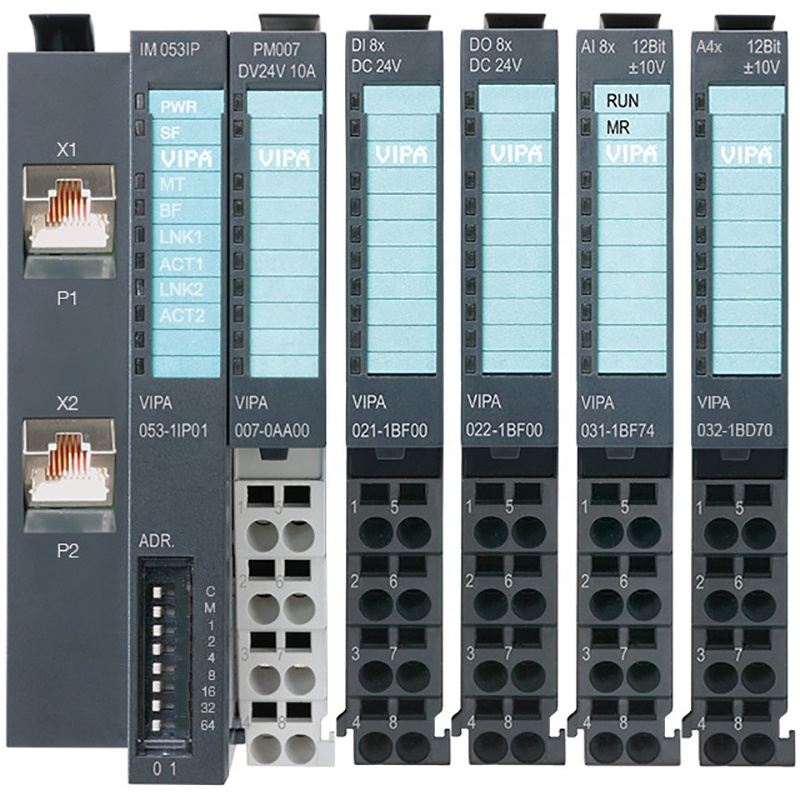 X1
P1
X2
P2
IM 053IP
PWR
SF
VIPA
MT
BF
LNK1
ACT1
LNK2
ACT2
VIPA
053-1IP01
ADR.
C
M
1
2
4
8
16
32
64
0 1
PM007
DV24V 10A
VIPA
VIPA
007-0AA00
1 5
2 6
3 7
4 8
DI 8x
DC 24V
VIPA
VIPA
021-1BF00
1 5
2 6
3 7
4 8
DO 8x
DC 24V
VIPA
VIPA
022-1BF00
1 5
2 6
3 7
4 8
AI 8x 12Bit
±10V
RUN
MR
VIPA
VIPA
031-1BF74
1 5
2 6
3 7
4 8
A4x 12Bit
±10V
VIPA
VIPA
032-1BD70
1 5
2 6
3 7
4 8